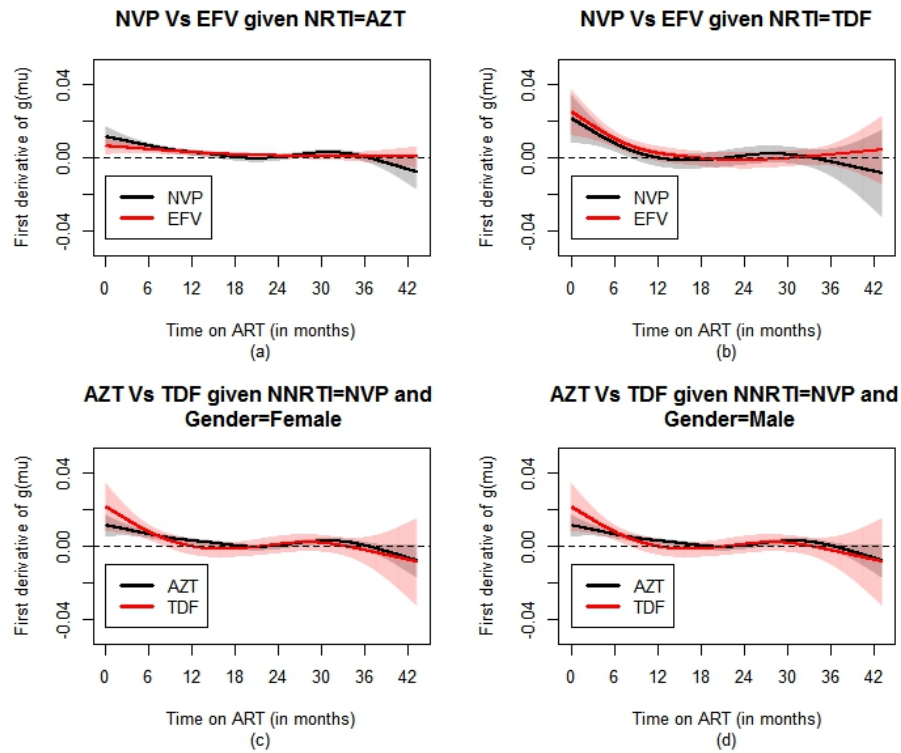 NVP Vs EFV given NRTI=AZT
First derivative of g(mu)
0.04
0.00
-0.04
NVP
EFV
0 6 12 18 24 30 36 42
Time on ART (in months)
(a)
NVP Vs EFV given NRTI=TDF
First derivative of g(mu)
0.04
0.00
-0.04
NVP
EFV
0 6 12 18 24 30 36 42
Time on ART (in months)
(b)
AZT Vs TDF given NNRTI=NVP and
Gender=Female
First derivative of g(mu)
0.04
0.00
-0.04
AZT
TDF
0 6 12 18 24 30 36 42
Time on ART (in months)
(c)
AZT Vs TDF given NNRTI=NVP and
Gender=Male
First derivative of g(mu)
0.04
0.00
-0.04
AZT
TDF
0 6 12 18 24 30 36 42
Time on ART (in months)
(d)